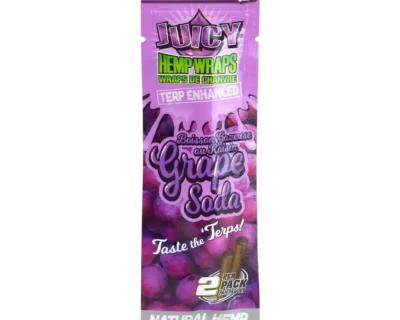 JUICY
HEMP WRAPS
WRAPS DE CHANVRE
TERP ENHANCED
Boisson Gazeuse
au Raisin
Grape
Soda
Taste the 'Terps!
2 PER
PACK
NATURAL HEMP